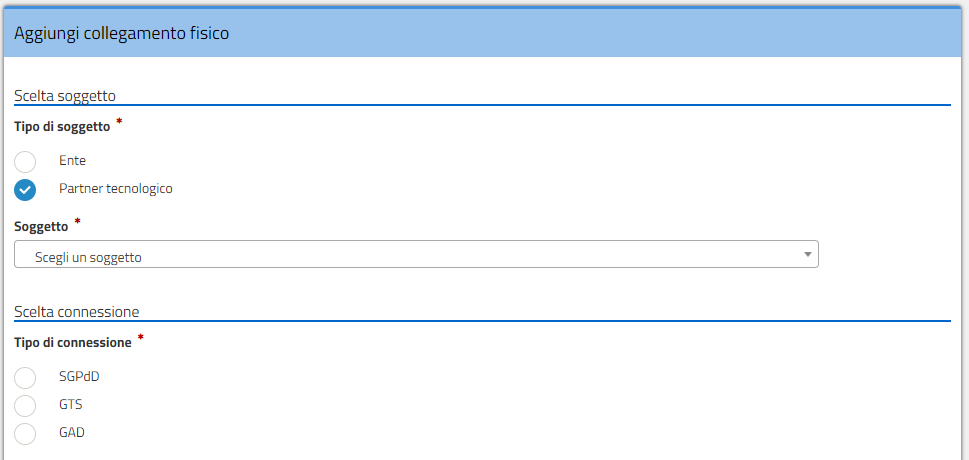 Aggiungi collegamento fisico
Scelta soggetto
Tipo di soggetto *
Ente
Partner tecnologico
Soggetto *
Scegli un soggetto
Scelta connessione
Tipo di connessione *
SGPdD
GTS
GAD